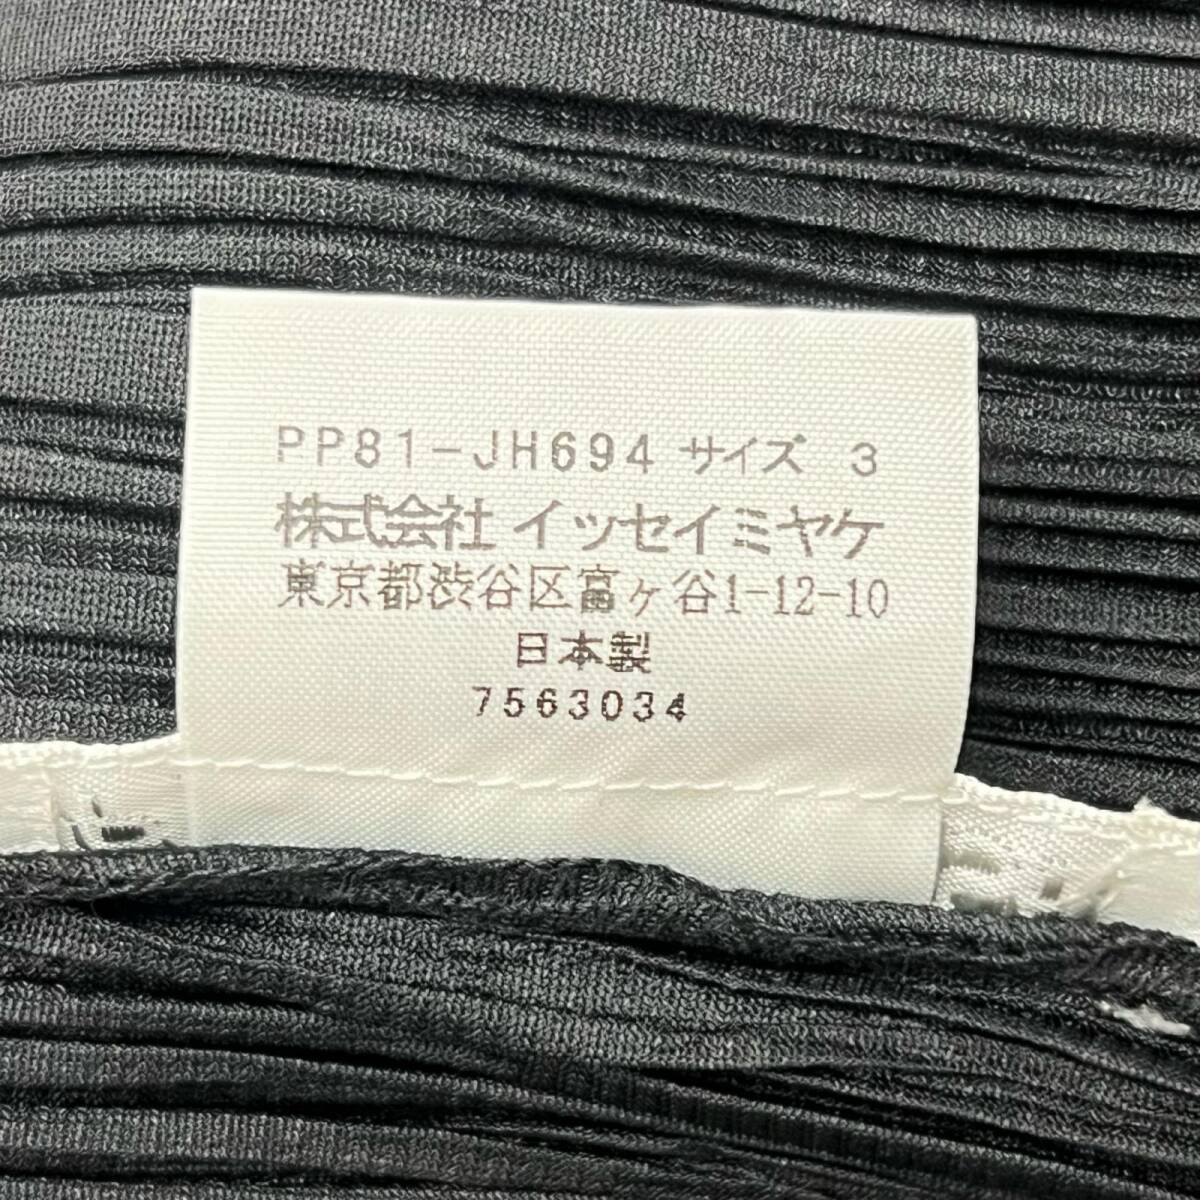 PP81-JH694 サイズ 3
株式会社 イッセイミヤケ
東京都渋谷区富ヶ谷1-12-10
日本製
7563034